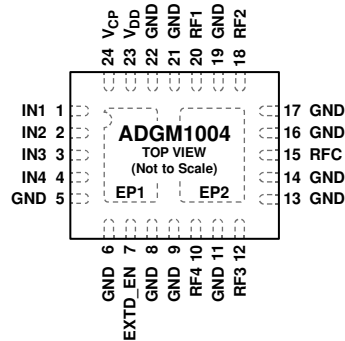 24 VCP
23 VDD
22 GND
21 GND
20 RF1
19 GND
18 RF2
IN1 1
IN2 2
IN3 3
IN4 4
GND 5
ADGM1004
TOP VIEW
(Not to Scale)
EP1
EP2
17 GND
16 GND
15 RFC
14 GND
13 GND
GND 6
EXTD_EN 7
GND 8
GND 9
RF4 10
GND 11
RF3 12